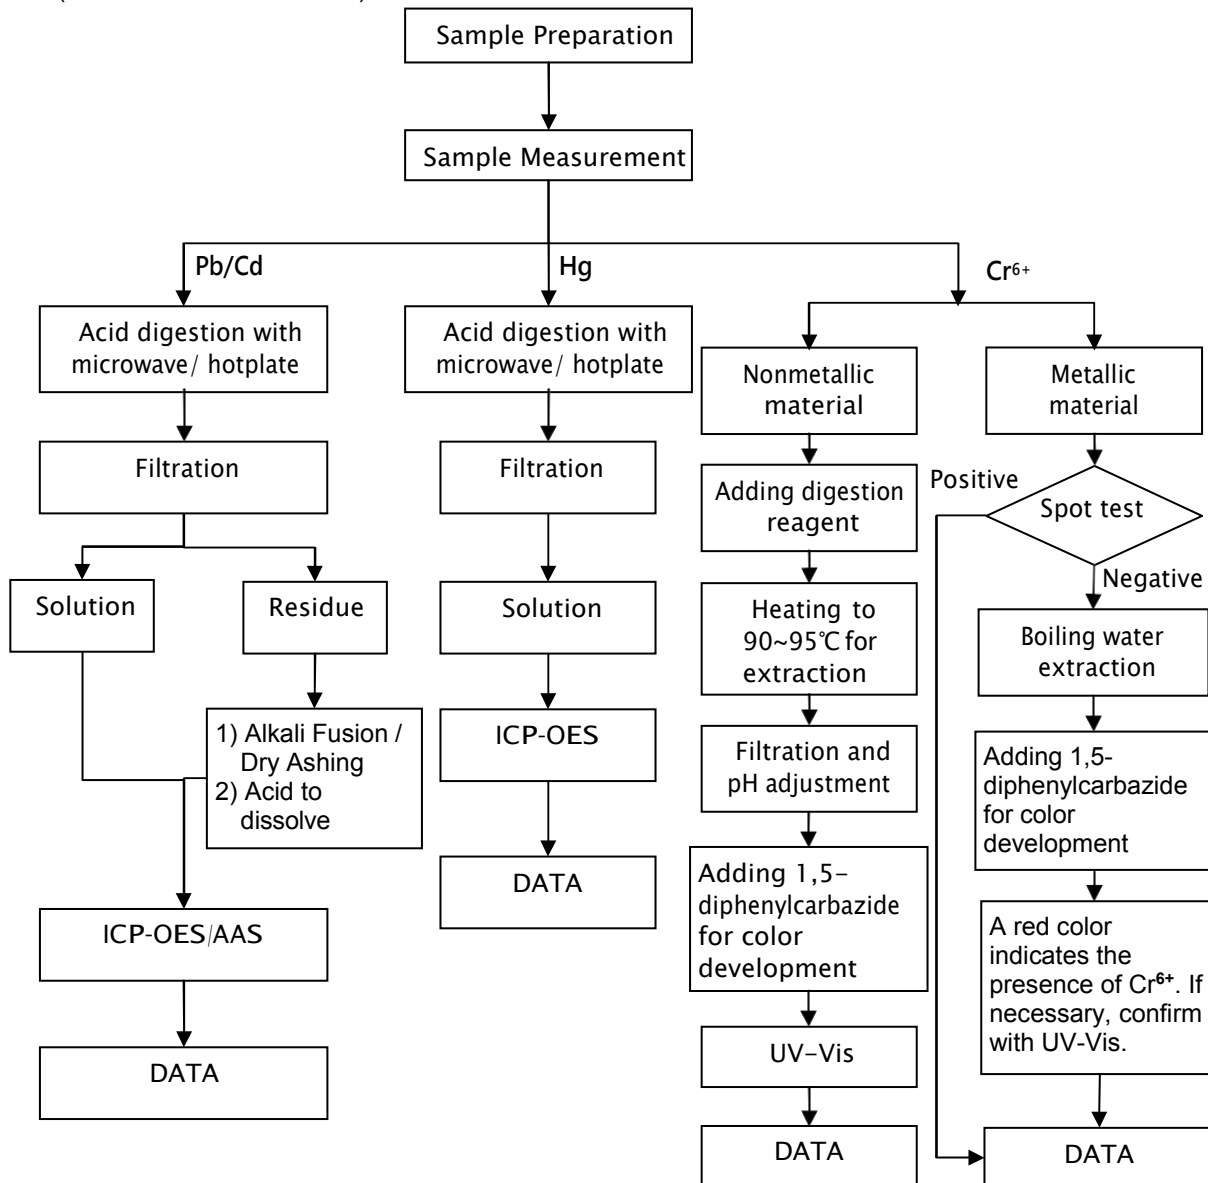 Sample Preparation
Sample Measurement
Pb/Cd
Hg
Cr⁶⁺
Acid digestion with
microwave/ hotplate
Filtration
Solution
Residue
1) Alkali Fusion /
Dry Ashing
2) Acid to
dissolve
ICP-OES/AAS
DATA
Acid digestion with
microwave/ hotplate
Filtration
Solution
ICP-OES
DATA
Nonmetallic
material
Adding digestion
reagent
Heating to
90~95℃ for
extraction
Filtration and
pH adjustment
Adding 1,5-
diphenylcarbazide
for color
development
UV-Vis
DATA
Metallic
material
Positive
Spot test
Negative
Boiling water
extraction
Adding 1,5-
diphenylcarbazide
for color
development
A red color
indicates the
presence of Cr⁶⁺. If
necessary, confirm
with UV-Vis.
DATA